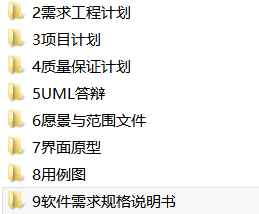 2需求工程计划
3项目计划
4质量保证计划
5UML答辩
6愿景与范围文件
7界面原型
8用例图
9软件需求规格说明书